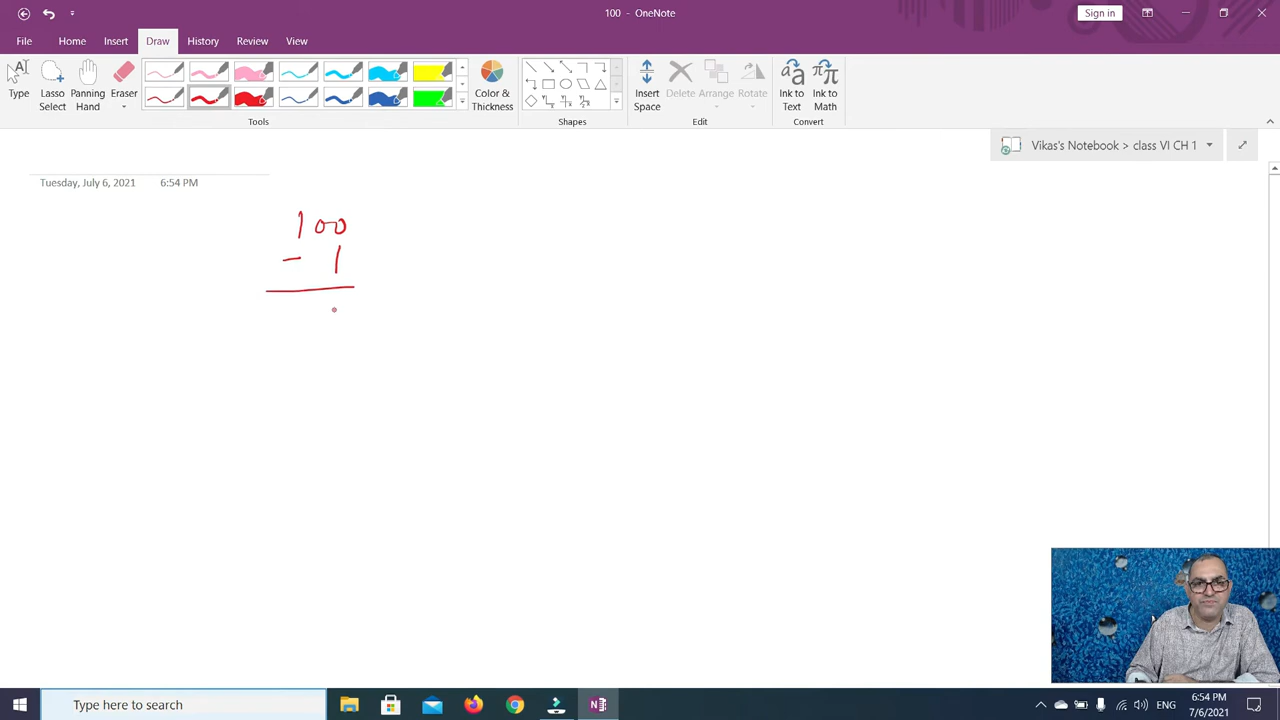 100 - OneNote
Sign in
File Home Insert Draw History Review View
Type
Lasso Select
Panning Hand
Eraser
Color & Thickness
Insert Space
Delete
Arrange
Rotate
Ink to Text
Ink to Math
Tools
Shapes
Edit
Convert
Vikas's Notebook > class VI CH 1
Tuesday, July 6, 2021 6:54 PM
100
- 1
Type here to search
ENG
6:54 PM
7/6/2021